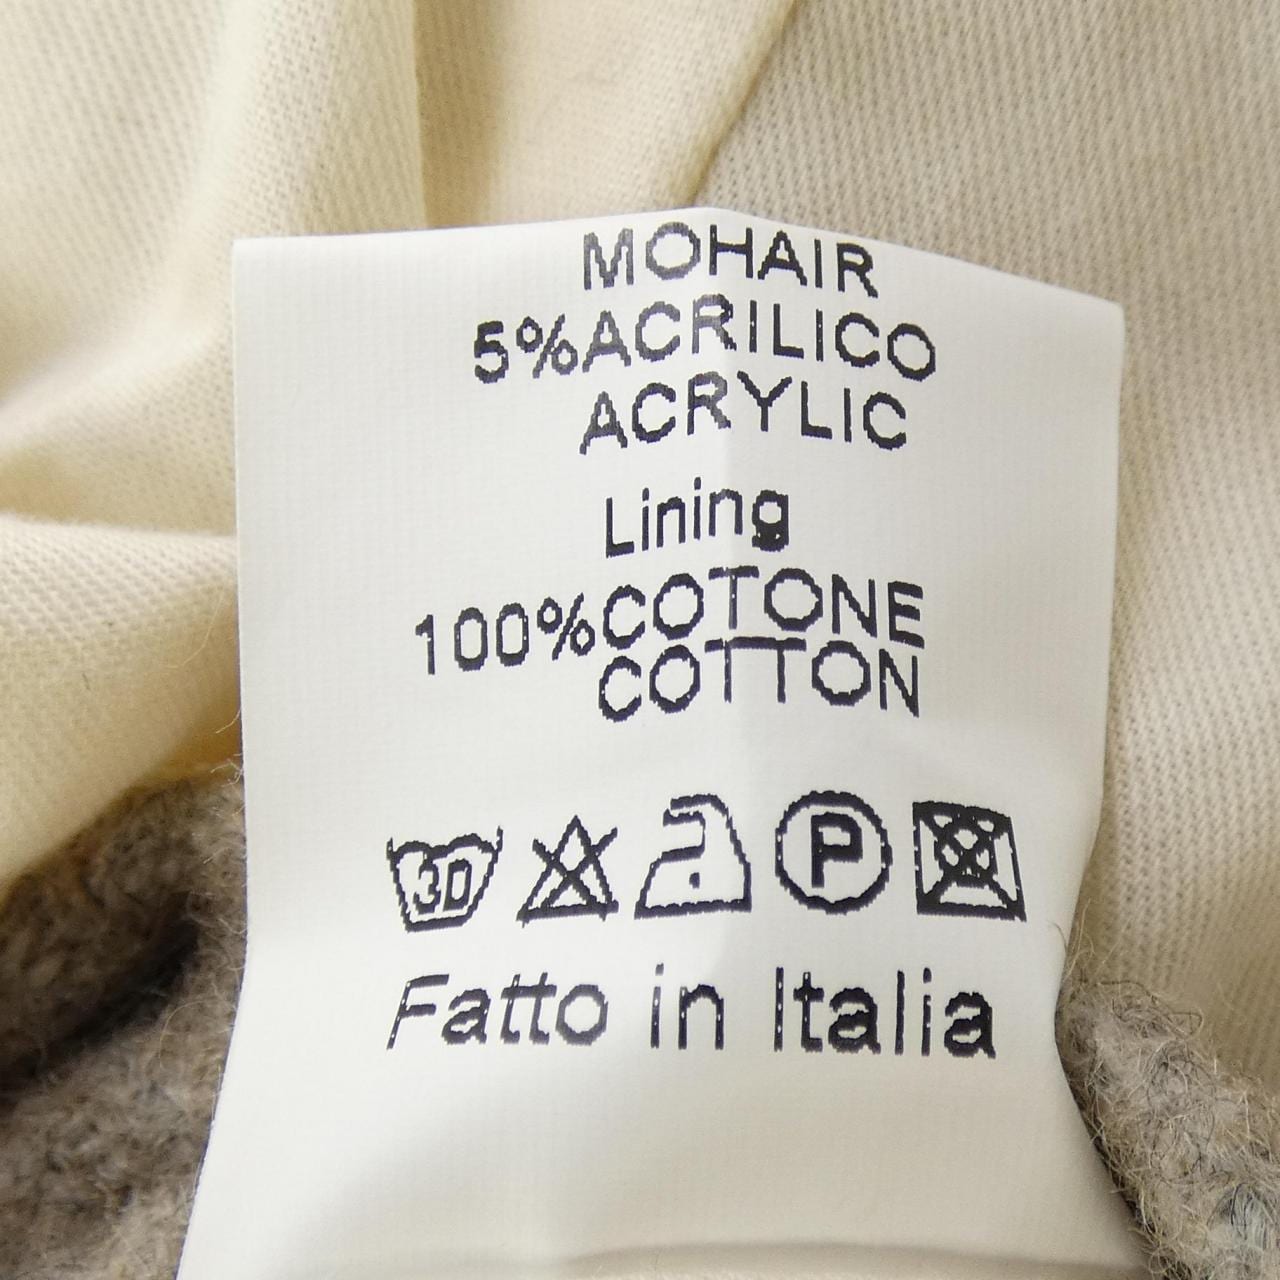 MOHAIR
5%ACRILICO
ACRYLIC
Lining
100%COTONE
COTTON
30 P
Fatto in Italia